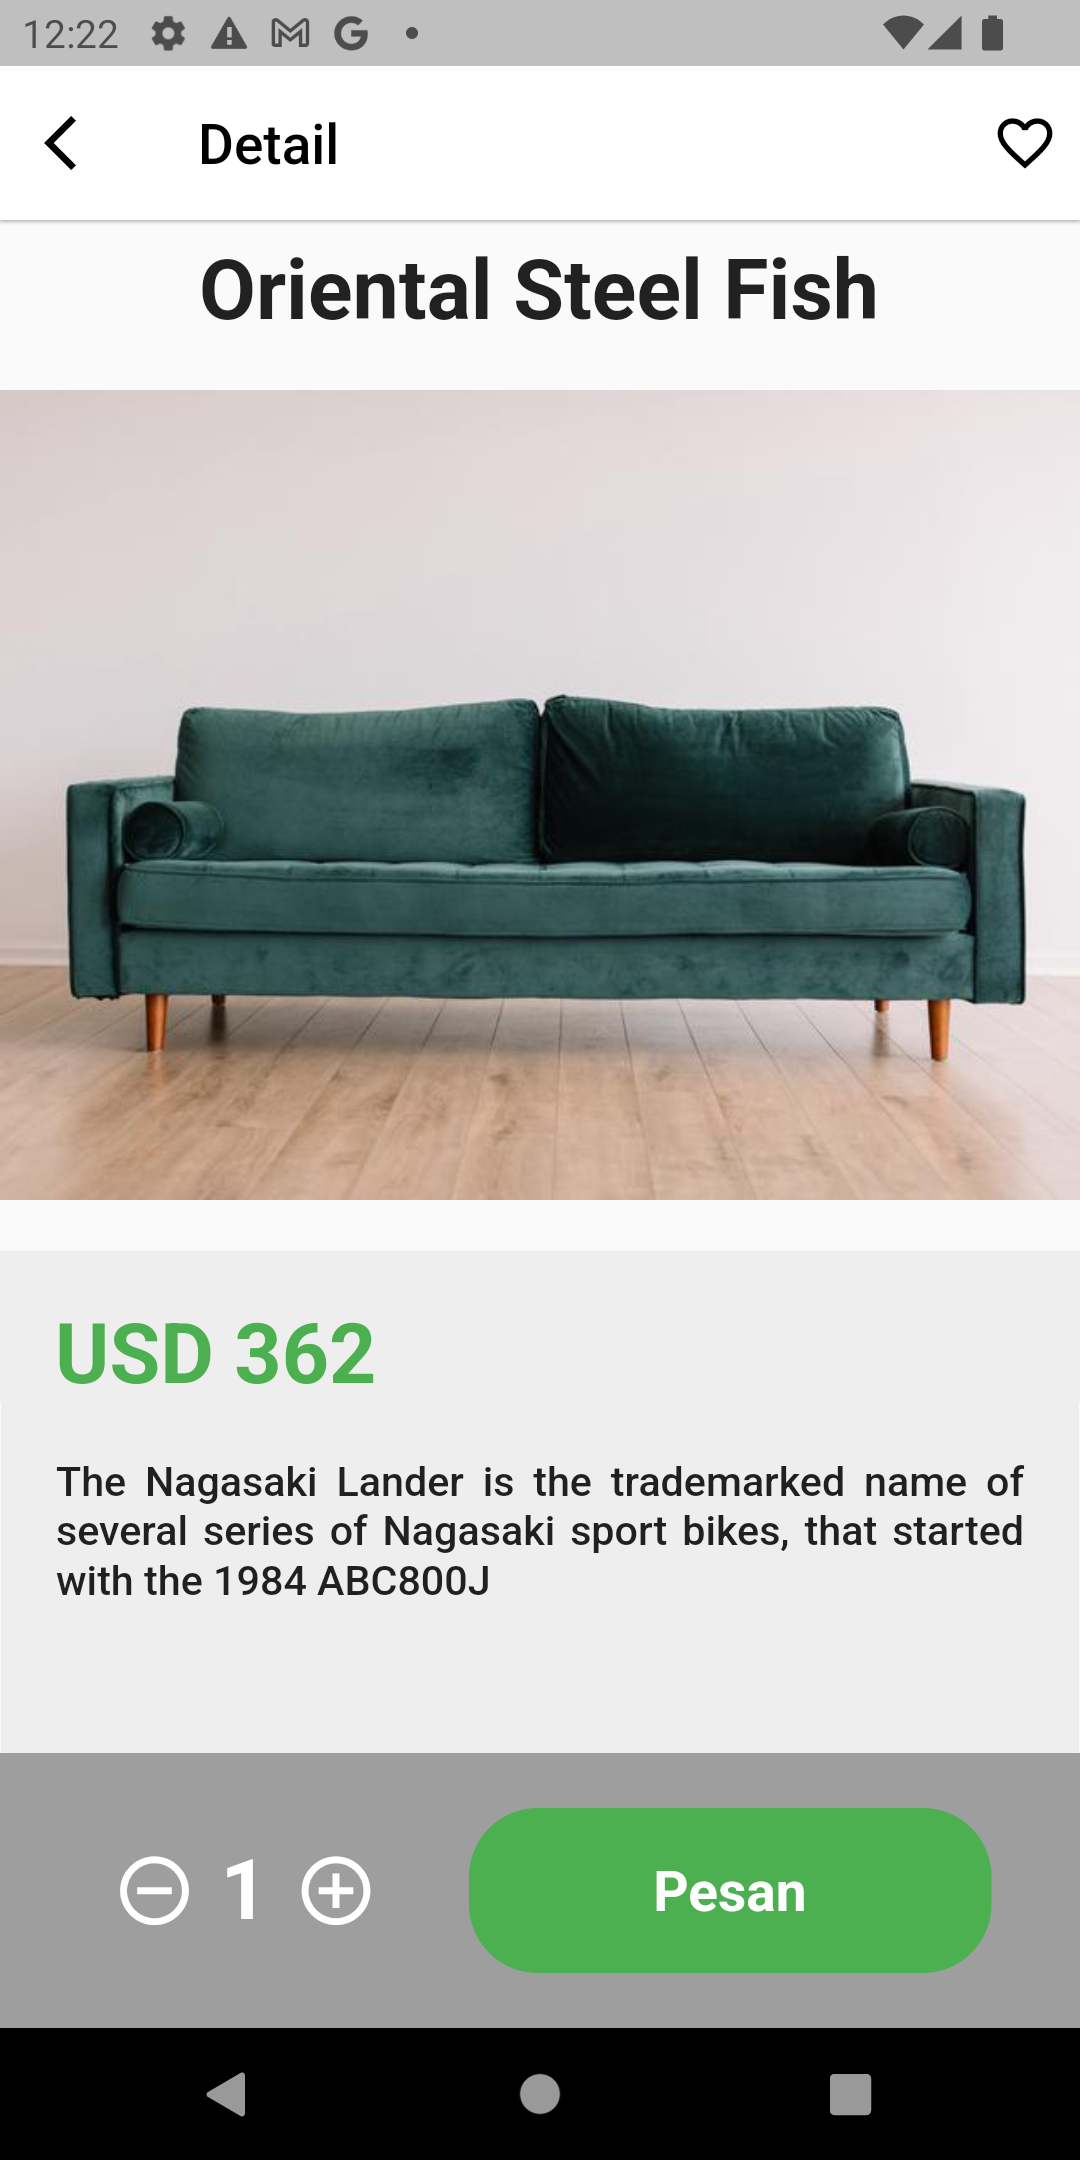 12:22
Detail
Oriental Steel Fish
USD 362
The Nagasaki Lander is the trademarked name of
several series of Nagasaki sport bikes, that started
with the 1984 ABC800J
1
Pesan